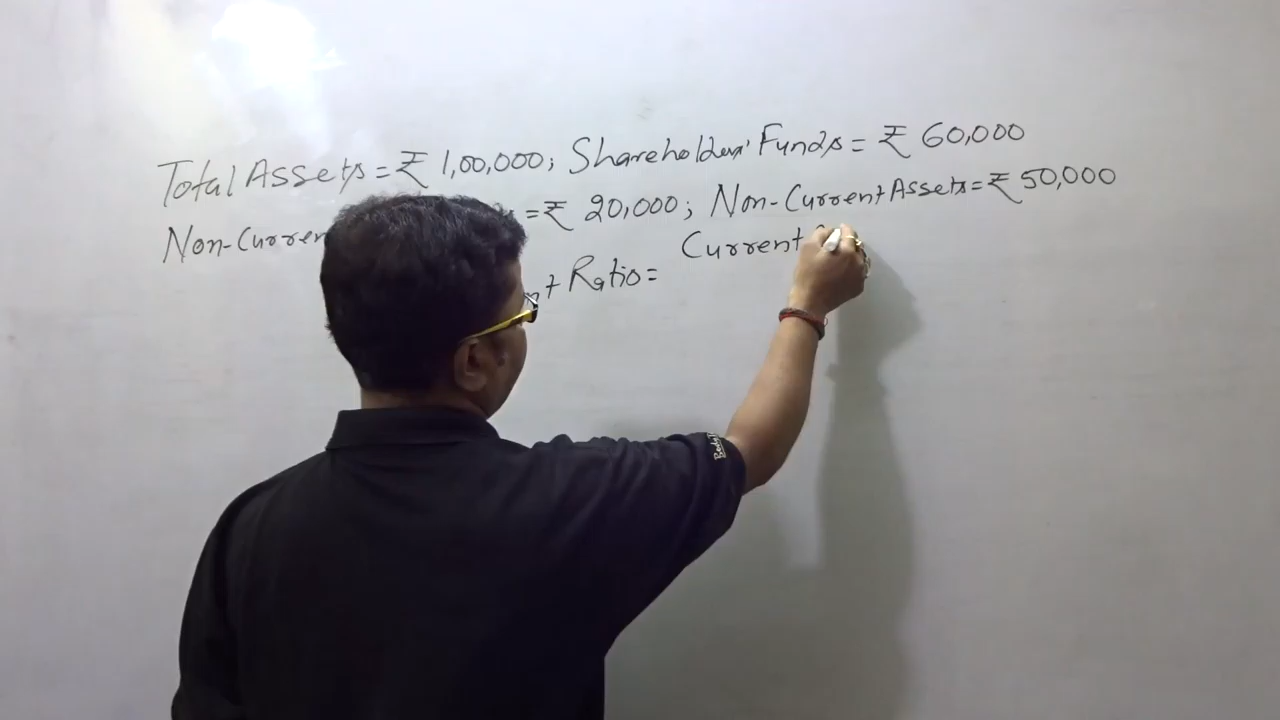 Total Assets = ₹ 1,00,000; Shareholders' Funds = ₹ 60,000
Non-Curren = ₹ 20,000; Non-Current Assets = ₹ 50,000
Ratio = Current